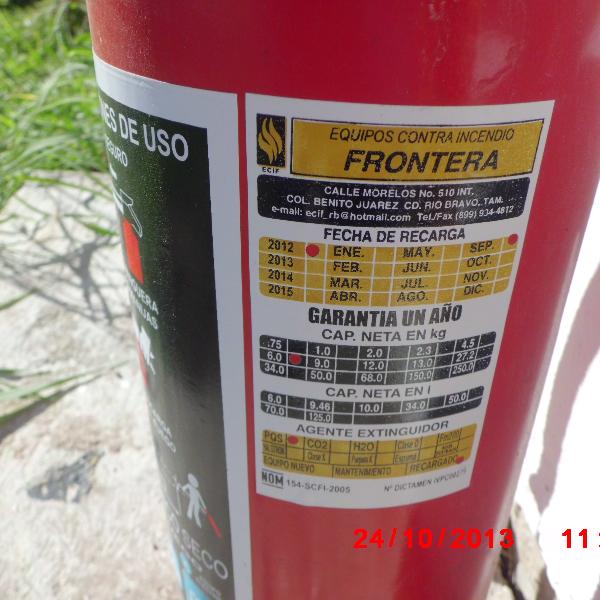 NES DE USO
ECIF
EQUIPOS CONTRA INCENDIO
FRONTERA
CALLE MORELOS No. 510 INT.
COL. BENITO JUAREZ CD. RIO BRAVO, TAM.
e-mail: ecif_rb@hotmail.com Tel./Fax (899) 934-4812
FECHA DE RECARGA
2012 ENE. MAY. SEP.
2013 FEB. JUN. OCT.
2014 MAR. JUL. NOV.
2015 ABR. AGO. DIC.
GARANTIA UN AÑO
CAP. NETA EN kg
.75 1.0 2.0 2.3 4.5
6.0 9.0 12.0 13.0 27.2
34.0 50.0 68.0 150.0 250.0
CAP. NETA EN l
6.0 9.46 10.0 34.0 50.0
70.0 125.0
AGENTE EXTINGUIDOR
PQS CO2 H2O Clase D
Espuma
EQUIPO NUEVO MANTENIMIENTO RECARGADO
NOM 154-SCFI-2005 Nº DICTAMEN
SECO
24/10/2013 11